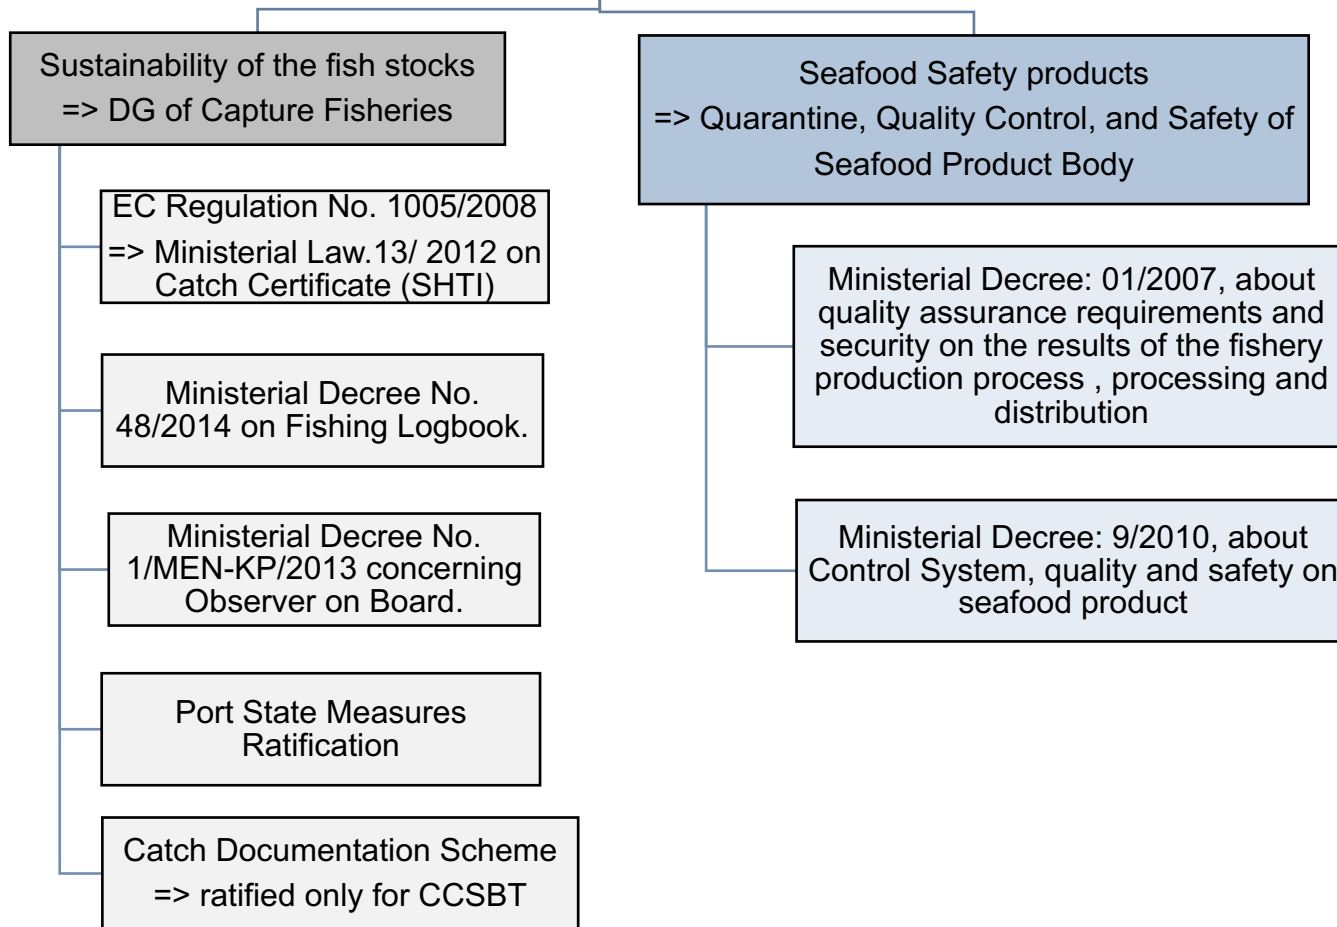 Sustainability of the fish stocks
=> DG of Capture Fisheries
EC Regulation No. 1005/2008
=> Ministerial Law.13/ 2012 on
Catch Certificate (SHTI)
Ministerial Decree No.
48/2014 on Fishing Logbook.
Ministerial Decree No.
1/MEN-KP/2013 concerning
Observer on Board.
Port State Measures
Ratification
Catch Documentation Scheme
=> ratified only for CCSBT
Seafood Safety products
=> Quarantine, Quality Control, and Safety of
Seafood Product Body
Ministerial Decree: 01/2007, about
quality assurance requirements and
security on the results of the fishery
production process , processing and
distribution
Ministerial Decree: 9/2010, about
Control System, quality and safety on
seafood product